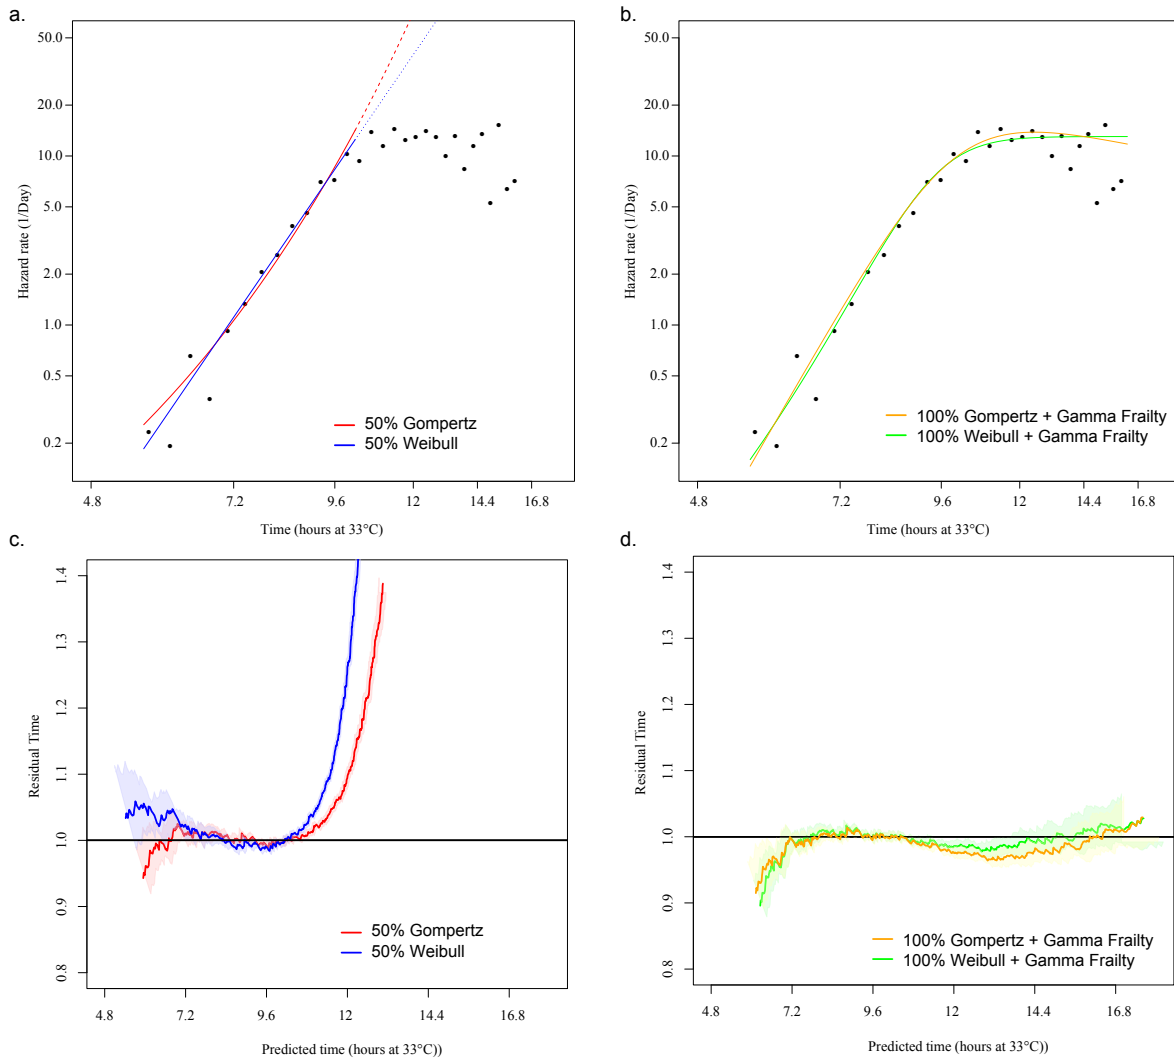 a.
50.0
20.0
10.0
5.0
2.0
1.0
0.5
0.2
Hazard rate (1/Day)
50% Gompertz
50% Weibull
4.8 7.2 9.6 12 14.4 16.8
Time (hours at 33°C)
b.
50.0
20.0
10.0
5.0
2.0
1.0
0.5
0.2
Hazard rate (1/Day)
100% Gompertz + Gamma Frailty
100% Weibull + Gamma Frailty
4.8 7.2 9.6 12 14.4 16.8
Time (hours at 33°C)
c.
1.4
1.3
1.2
1.1
1.0
0.9
0.8
Residual Time
50% Gompertz
50% Weibull
4.8 7.2 9.6 12 14.4 16.8
Predicted time (hours at 33°C))
d.
1.4
1.3
1.2
1.1
1.0
0.9
0.8
Residual Time
100% Gompertz + Gamma Frailty
100% Weibull + Gamma Frailty
4.8 7.2 9.6 12 14.4 16.8
Predicted time (hours at 33°C))